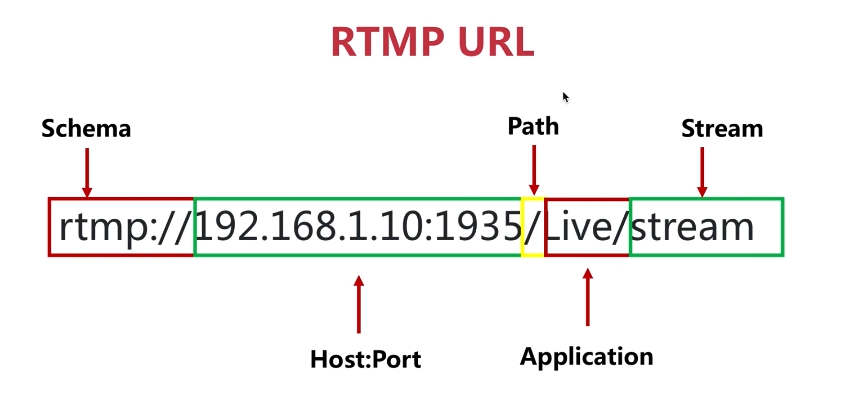 RTMP URL
Schema
Path
Stream
rtmp://192.168.1.10:1935/Live/stream
Host:Port
Application